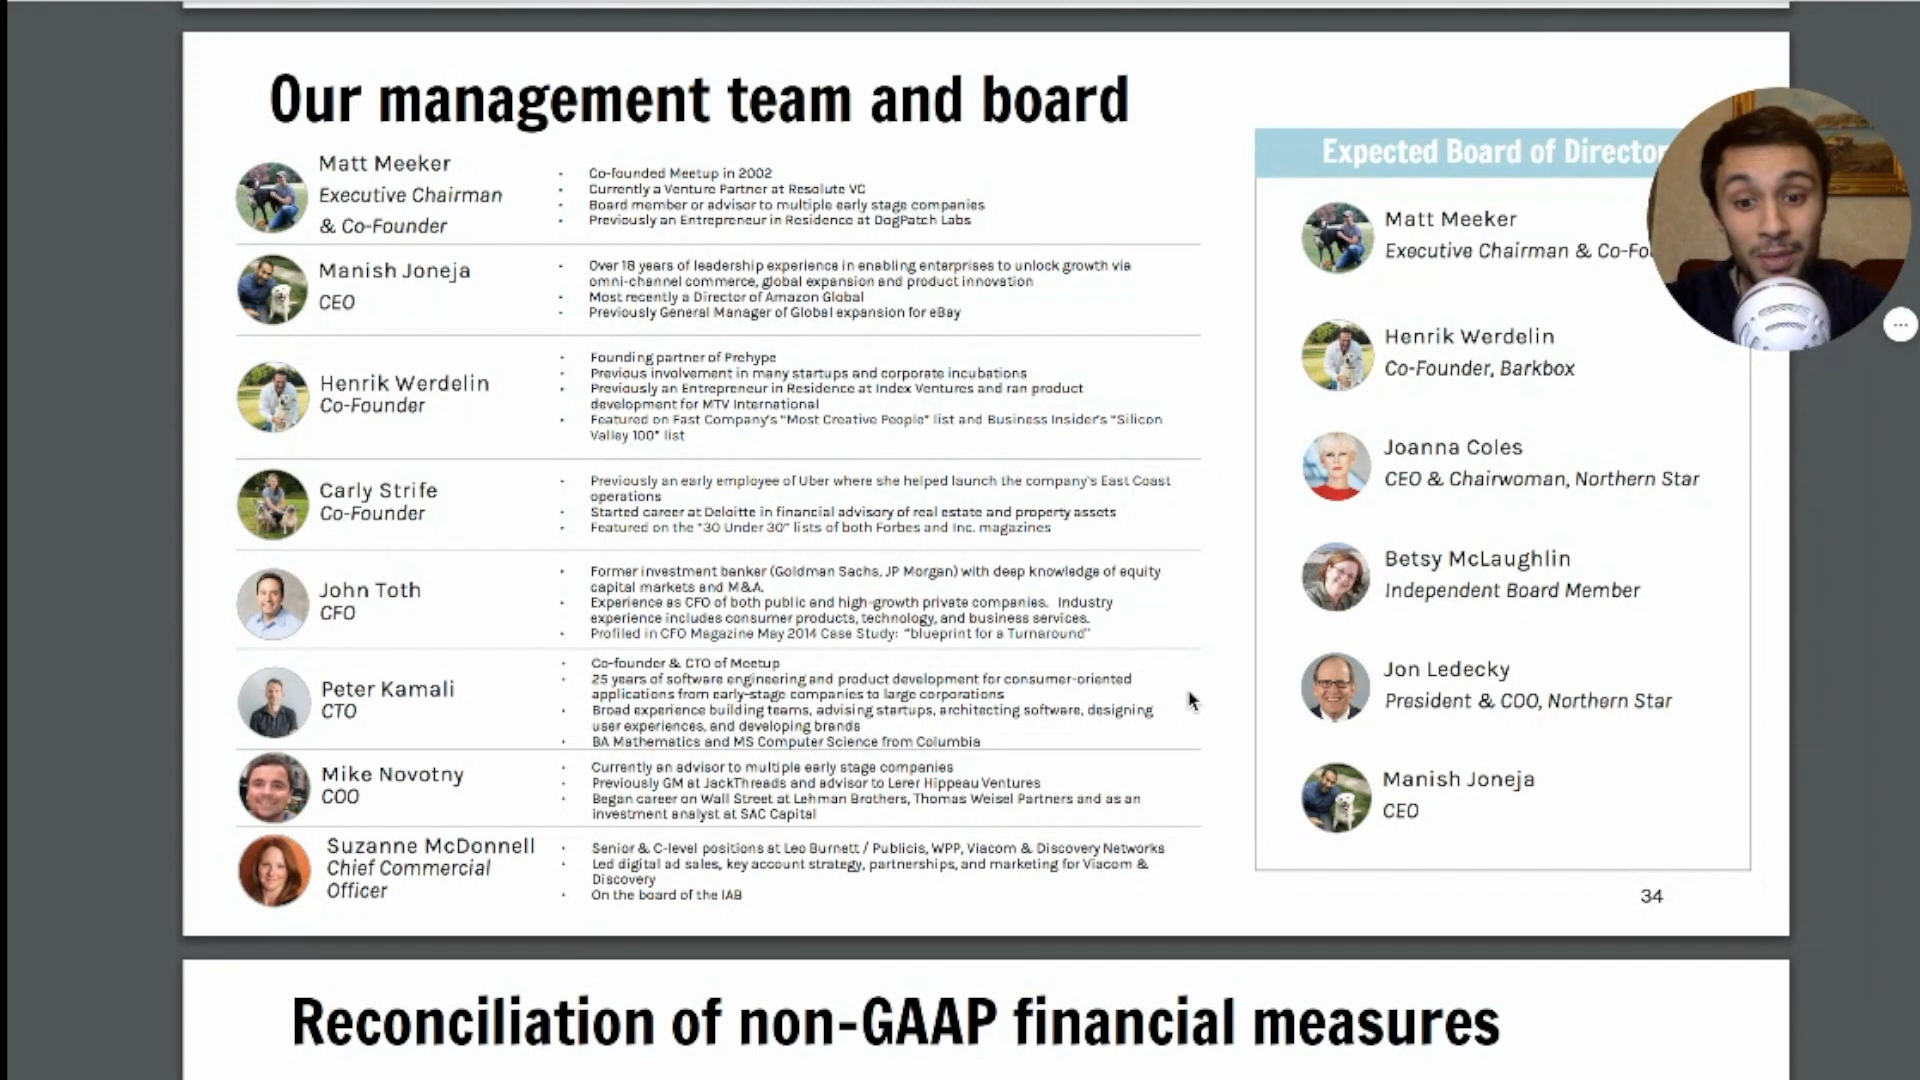 Our management team and board
Matt Meeker
Executive Chairman
& Co-Founder
Co-founded Meetup in 2002
Currently a Venture Partner at Resolute VC
Board member or advisor to multiple early stage companies
Previously an Entrepreneur in Residence at DogPatch Labs
Manish Joneja
CEO
Over 18 years of leadership experience in enabling enterprises to unlock growth via
omni-channel commerce, global expansion and product innovation
Most recently a Director of Amazon Global
Previously General Manager of Global expansion for eBay
Henrik Werdelin
Co-Founder
Founding partner of Prehype
Previous involvement in many startups and corporate incubations
Previously an Entrepreneur in Residence at Index Ventures and ran product
development for MTV International
Featured on Fast Company's "Most Creative People" list and Business Insider's "Silicon
Valley 100" list
Carly Strife
Co-Founder
Previously an early employee of Uber where she helped launch the company's East Coast
operations
Started career at Deloitte in financial advisory of real estate and property assets
Featured on the "30 Under 30" lists of both Forbes and Inc. magazines
John Toth
CFO
Former investment banker (Goldman Sachs, JP Morgan) with deep knowledge of equity
capital markets and M&A.
Experience as CFO of both public and high-growth private companies. Industry
experience includes consumer products, technology, and business services.
Profiled in CFO Magazine May 2014 Case Study: "blueprint for a Turnaround"
Peter Kamali
CTO
Co-founder & CTO of Meetup
25 years of software engineering and product development for consumer-oriented
applications from early-stage companies to large corporations
Broad experience building teams, advising startups, architecting software, designing
user experiences, and developing brands
BA Mathematics and MS Computer Science from Columbia
Mike Novotny
COO
Currently an advisor to multiple early stage companies
Previously GM at JackThreads and advisor to Lerer Hippeau Ventures
Began career on Wall Street at Lehman Brothers, Thomas Weisel Partners and as an
investment analyst at SAC Capital
Suzanne McDonnell
Chief Commercial
Officer
Senior & C-level positions at Leo Burnett / Publicis, WPP, Viacom & Discovery Networks
Led digital ad sales, key account strategy, partnerships, and marketing for Viacom &
Discovery
On the board of the IAB
Expected Board of Director
Matt Meeker
Executive Chairman & Co-Fo
Henrik Werdelin
Co-Founder, Barkbox
Joanna Coles
CEO & Chairwoman, Northern Star
Betsy McLaughlin
Independent Board Member
Jon Ledecky
President & COO, Northern Star
Manish Joneja
CEO
34
Reconciliation of non-GAAP financial measures